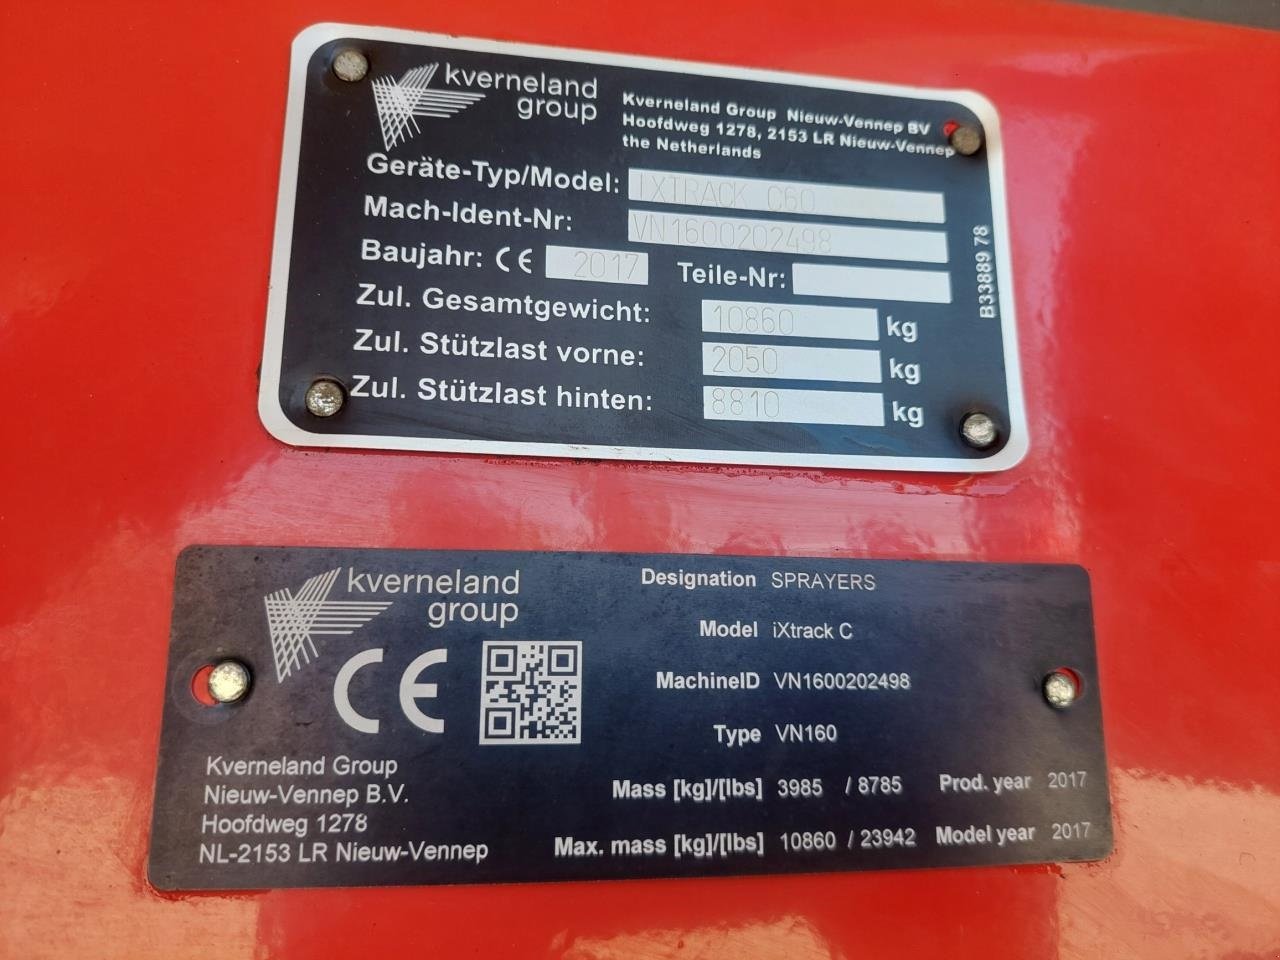 kverneland
group
Kverneland Group Nieuw-Vennep BV
Hoofdweg 1278, 2153 LR Nieuw-Vennep
the Netherlands
Geräte-Typ/Model: IXTRACK C60
Mach-Ident-Nr: VN1600202498
Baujahr: CE 2017 Teile-Nr:
Zul. Gesamtgewicht: 10860 kg
Zul. Stützlast vorne: 2050 kg
Zul. Stützlast hinten: 8810 kg
B33889 78
kverneland
group
CE
Kverneland Group
Nieuw-Vennep B.V.
Hoofdweg 1278
NL-2153 LR Nieuw-Vennep
Designation SPRAYERS
Model iXtrack C
MachineID VN1600202498
Type VN160
Mass [kg]/[lbs] 3985 / 8785 Prod. year 2017
Max. mass [kg]/[lbs] 10860 / 23942 Model year 2017